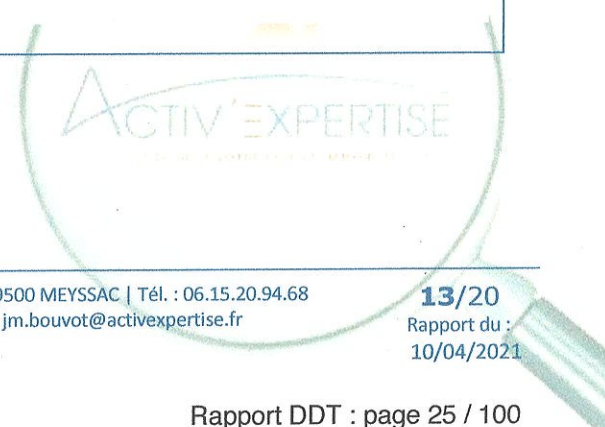 ACTIV'EXPERTISE
9500 MEYSSAC | Tél. : 06.15.20.94.68
jm.bouvot@activexpertise.fr
13/20
Rapport du :
10/04/2021
Rapport DDT : page 25 / 100